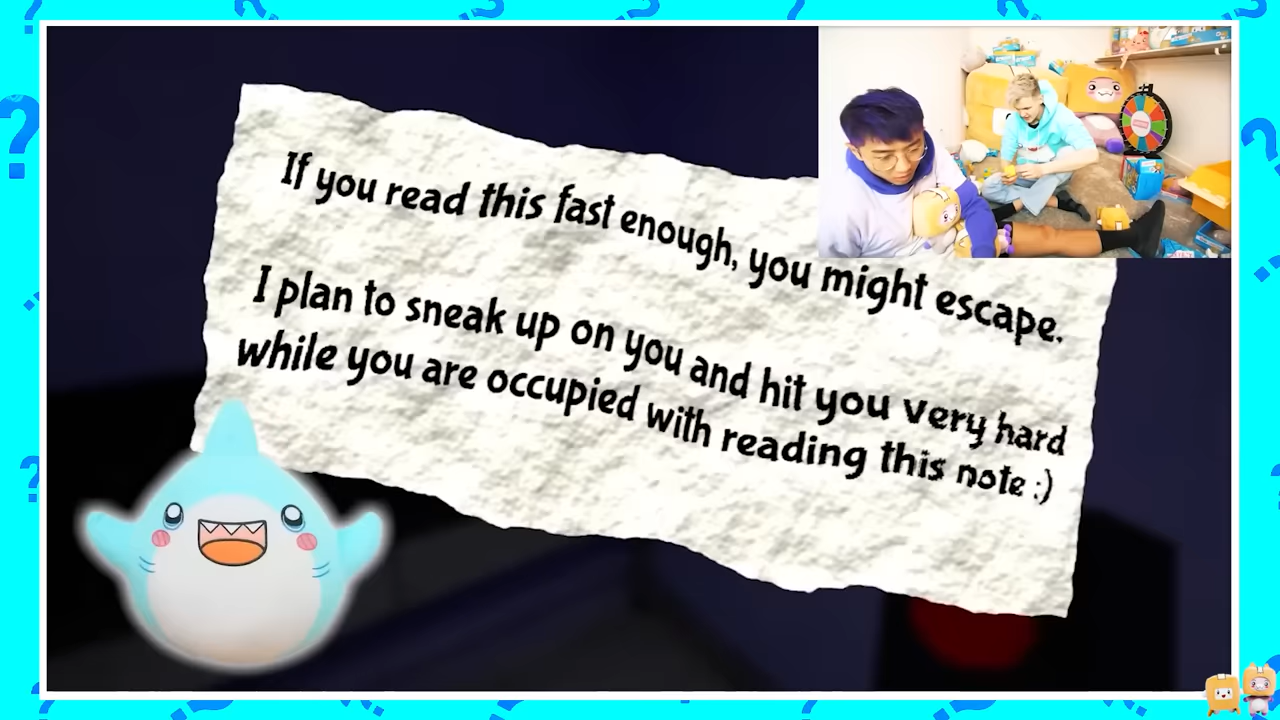 If you read this fast enough, you might escape.
I plan to sneak up on you and hit you very hard
while you are occupied with reading this note :)